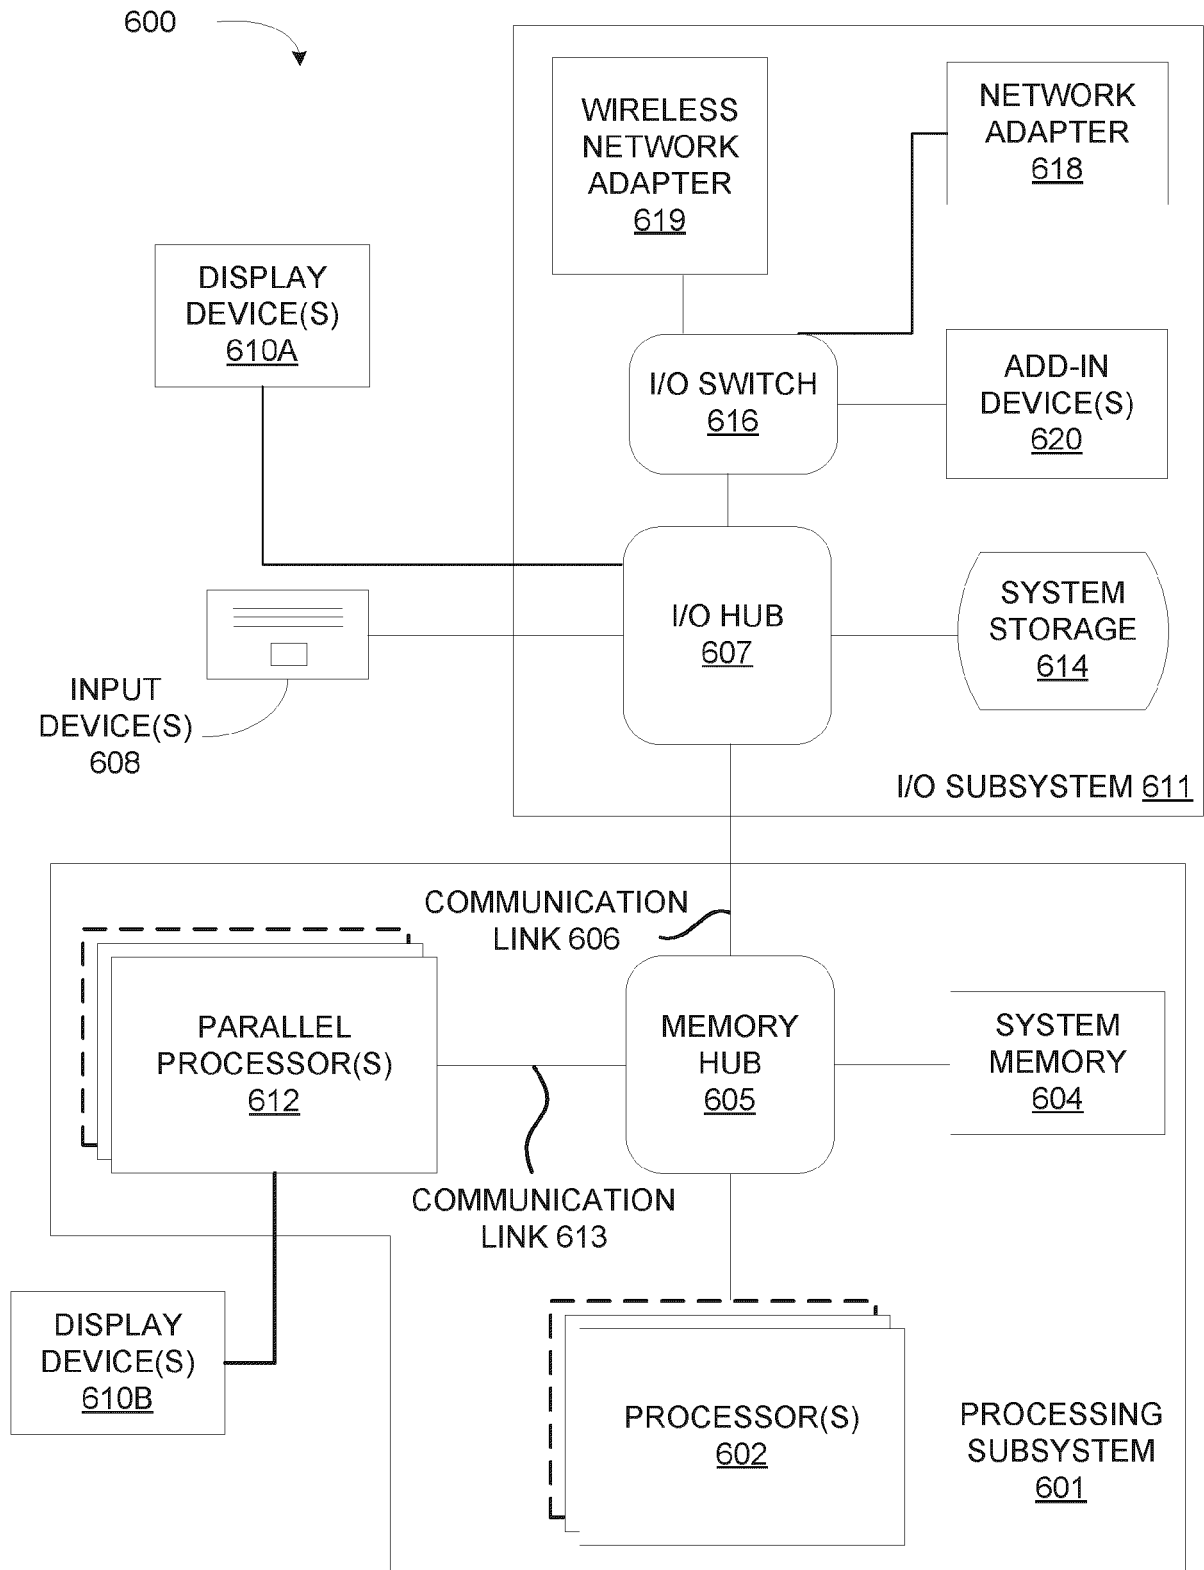 600
WIRELESS
NETWORK
ADAPTER
619
NETWORK
ADAPTER
618
DISPLAY
DEVICE(S)
610A
I/O SWITCH
616
ADD-IN
DEVICE(S)
620
I/O HUB
607
SYSTEM
STORAGE
614
INPUT
DEVICE(S)
608
I/O SUBSYSTEM 611
COMMUNICATION
LINK 606
PARALLEL
PROCESSOR(S)
612
MEMORY
HUB
605
SYSTEM
MEMORY
604
COMMUNICATION
LINK 613
DISPLAY
DEVICE(S)
610B
PROCESSOR(S)
602
PROCESSING
SUBSYSTEM
601